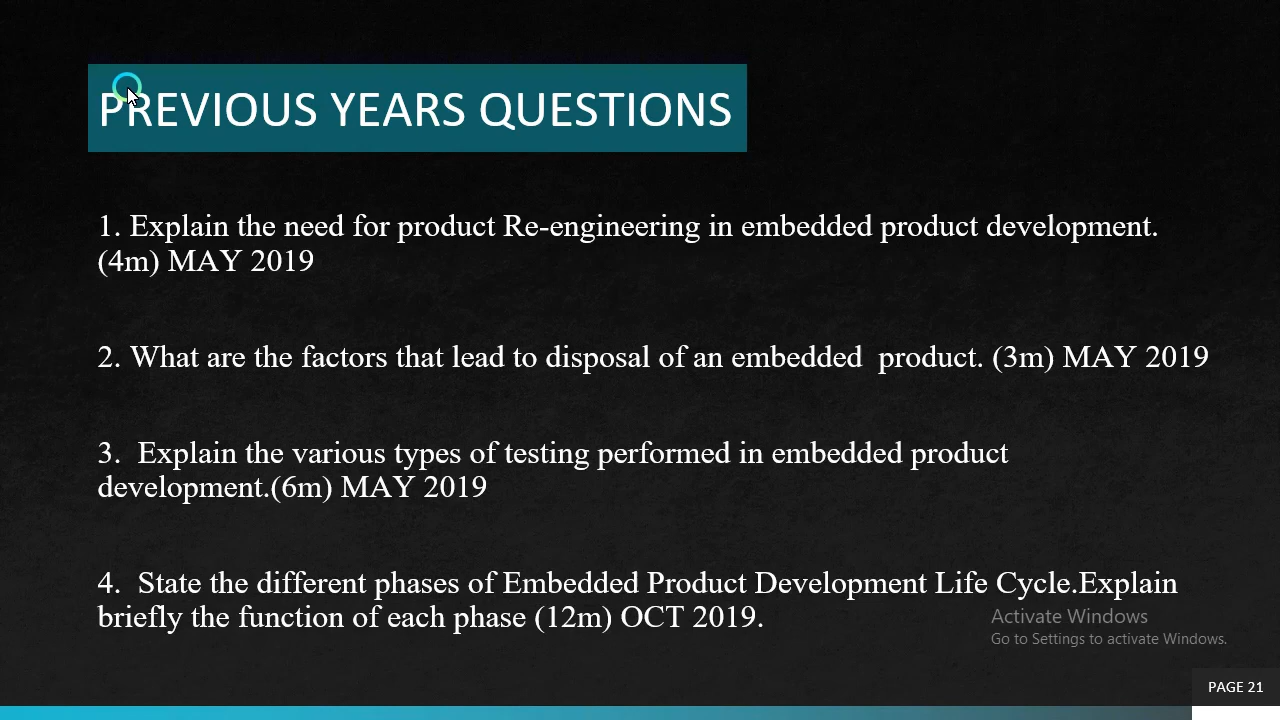 PREVIOUS YEARS QUESTIONS
1. Explain the need for product Re-engineering in embedded product development.
(4m) MAY 2019
2. What are the factors that lead to disposal of an embedded  product. (3m) MAY 2019
3.  Explain the various types of testing performed in embedded product
development.(6m) MAY 2019
4.  State the different phases of Embedded Product Development Life Cycle.Explain
briefly the function of each phase (12m) OCT 2019.
Activate Windows
Go to Settings to activate Windows.
PAGE 21